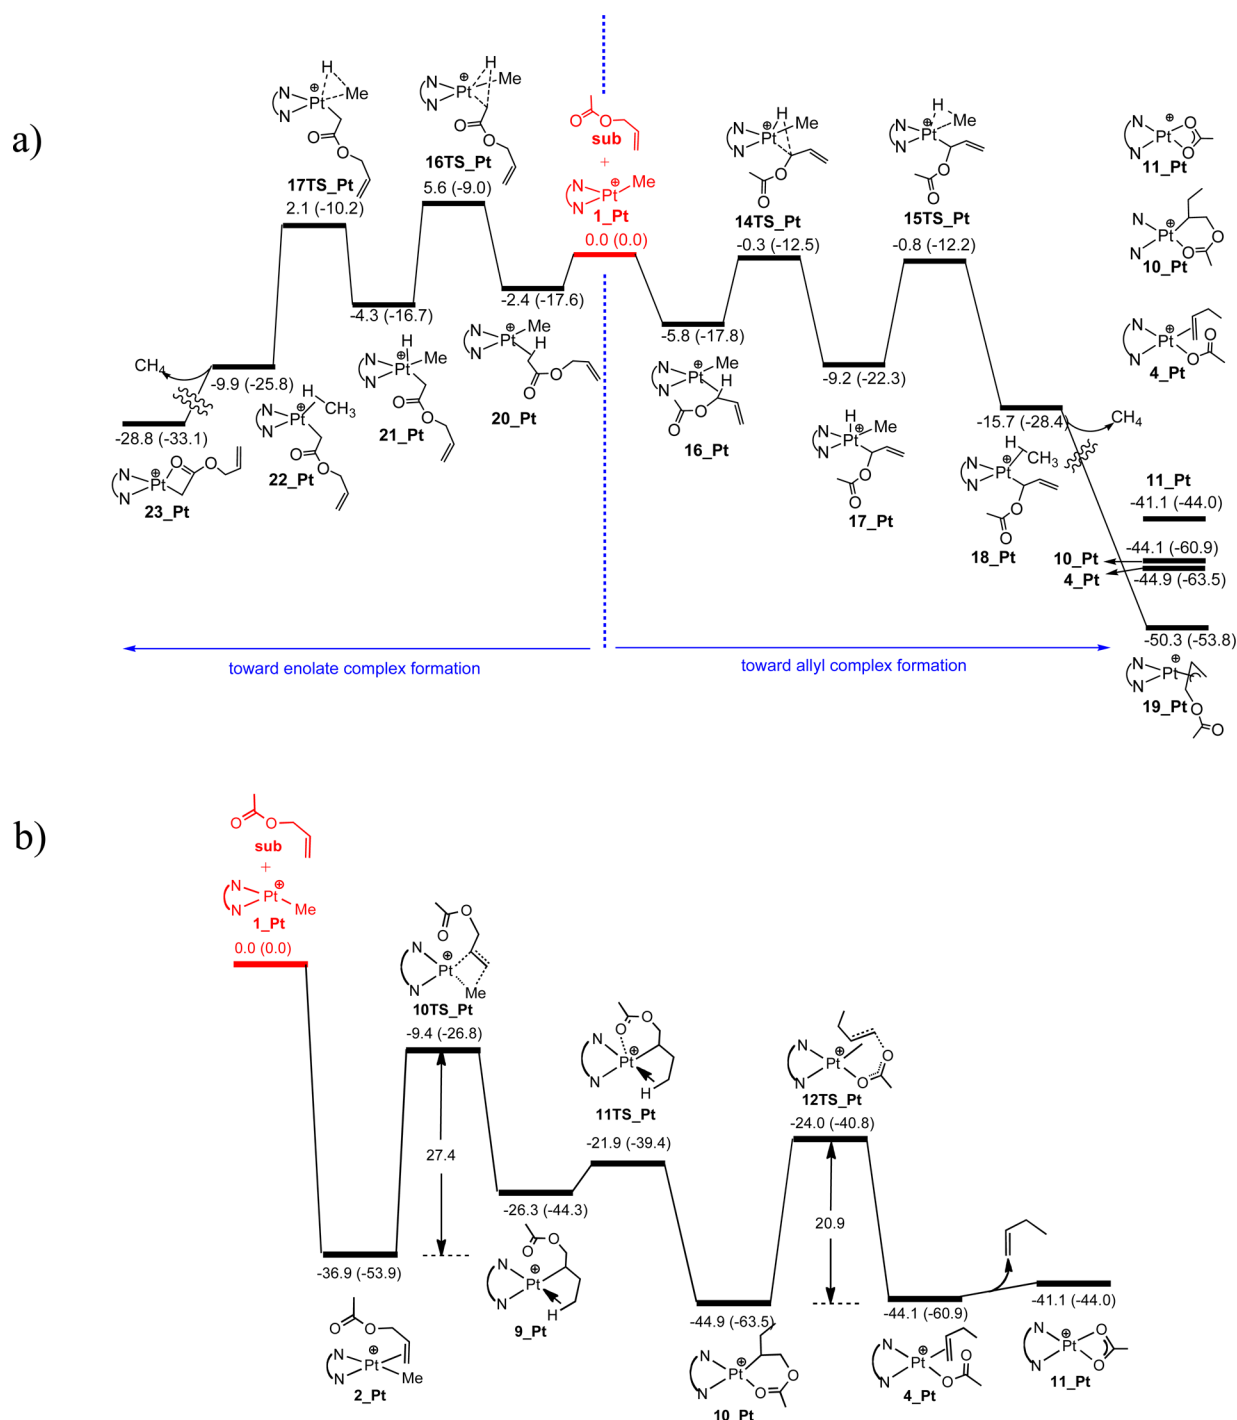 a)
17TS_Pt
2.1 (-10.2)
16TS_Pt
5.6 (-9.0)
sub
+
1_Pt
0.0 (0.0)
14TS_Pt
-0.3 (-12.5)
15TS_Pt
-0.8 (-12.2)
11_Pt
10_Pt
4_Pt
-4.3 (-16.7)
-2.4 (-17.6)
-5.8 (-17.8)
-9.2 (-22.3)
-15.7 (-28.4)
CH4
-9.9 (-25.8)
-28.8 (-33.1)
23_Pt
22_Pt
21_Pt
20_Pt
16_Pt
17_Pt
18_Pt
CH4
11_Pt
-41.1 (-44.0)
-44.1 (-60.9)
10_Pt
4_Pt
-44.9 (-63.5)
-50.3 (-53.8)
19_Pt
toward enolate complex formation
toward allyl complex formation
b)
sub
+
1_Pt
0.0 (0.0)
10TS_Pt
-9.4 (-26.8)
27.4
11TS_Pt
-21.9 (-39.4)
12TS_Pt
-24.0 (-40.8)
20.9
-36.9 (-53.9)
2_Pt
-26.3 (-44.3)
9_Pt
-44.9 (-63.5)
10_Pt
-44.1 (-60.9)
4_Pt
-41.1 (-44.0)
11_Pt